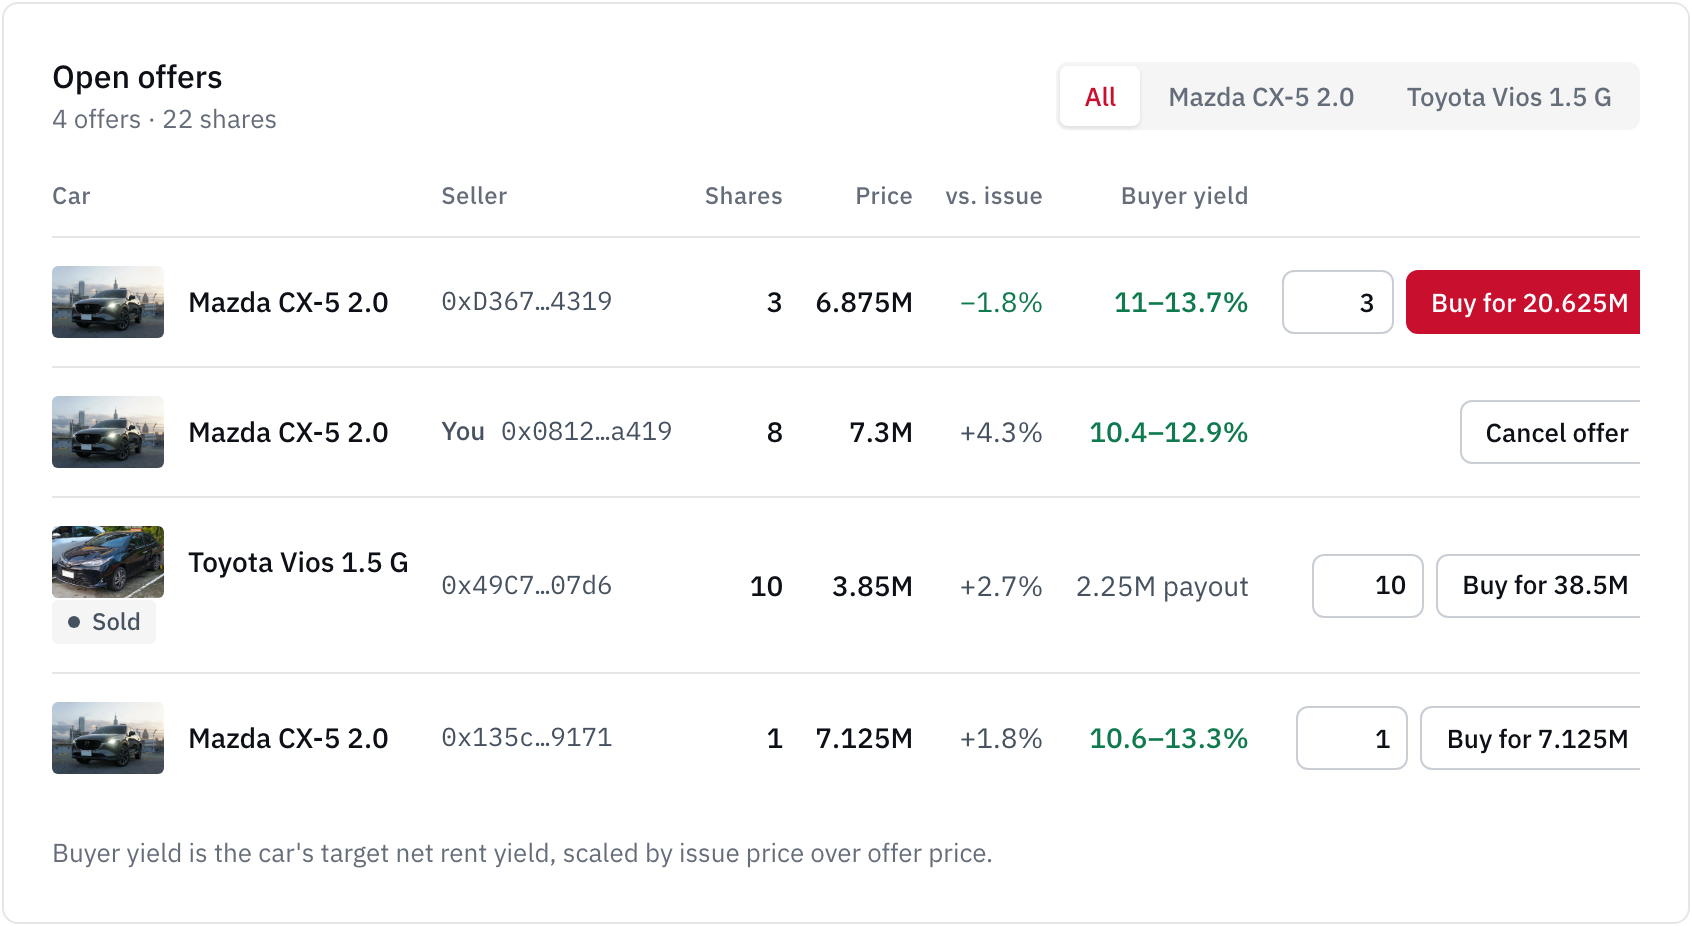 Open offers
4 offers · 22 shares
All Mazda CX-5 2.0 Toyota Vios 1.5 G
Car Seller Shares Price vs. issue Buyer yield
Mazda CX-5 2.0 0xD367…4319 3 6.875M −1.8% 11–13.7% 3 Buy for 20.625M
Mazda CX-5 2.0 You 0x0812…a419 8 7.3M +4.3% 10.4–12.9% Cancel offer
Toyota Vios 1.5 G 0x49C7…07d6 10 3.85M +2.7% 2.25M payout 10 Buy for 38.5M
Sold
Mazda CX-5 2.0 0x135c…9171 1 7.125M +1.8% 10.6–13.3% 1 Buy for 7.125M
Buyer yield is the car's target net rent yield, scaled by issue price over offer price.